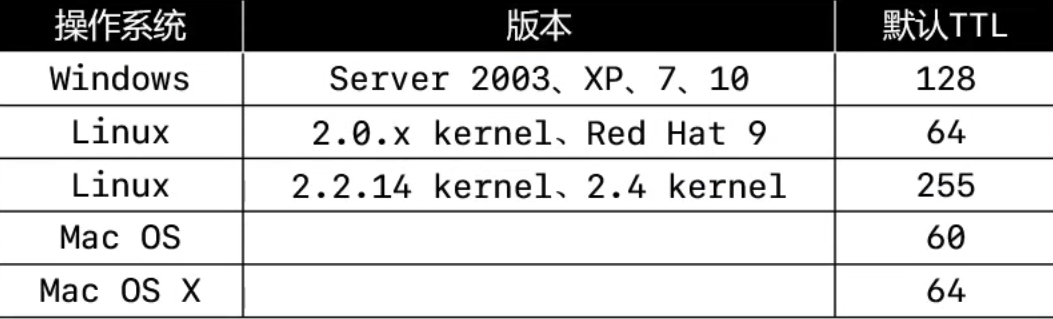 操作系统 版本 默认TTL
Windows Server 2003、XP、7、10 128
Linux 2.0.x kernel、Red Hat 9 64
Linux 2.2.14 kernel、2.4 kernel 255
Mac OS 60
Mac OS X 64